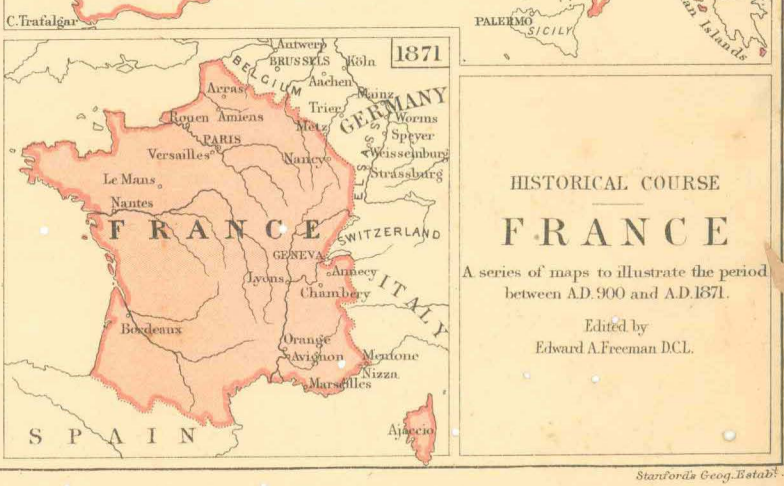 C. Trafalgar
PALERMO
SICILY
an Islands
1871
Antwerp
BRUSSELS
Köln
BELGIUM
Aachen
Arras
Mainz
Trier
GERMANY
Rouen
Amiens
Metz
Worms
PARIS
Speyer
Versailles
Nancy
Weissenburg
Strassburg
ELSASS
Le Mans
Nantes
FRANCE
SWITZERLAND
GENEVA
Annecy
Lyons
Chambery
ITALY
Bordeaux
Orange
Avignon
Mentone
Nizza
Marseilles
SPAIN
Ajaccio
HISTORICAL COURSE
FRANCE
A series of maps to illustrate the period
between A.D. 900 and A.D. 1871.
Edited by
Edward A. Freeman D.C.L.
Stanford's Geog. Estabt.